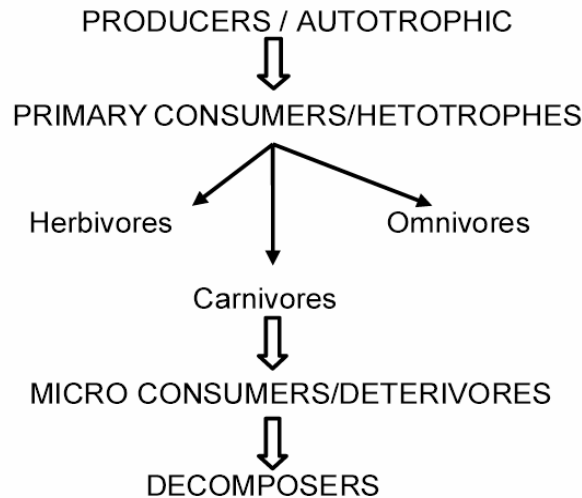 PRODUCERS / AUTOTROPHIC
PRIMARY CONSUMERS/HETOTROPHES
Herbivores
Omnivores
Carnivores
MICRO CONSUMERS/DETERIVORES
DECOMPOSERS